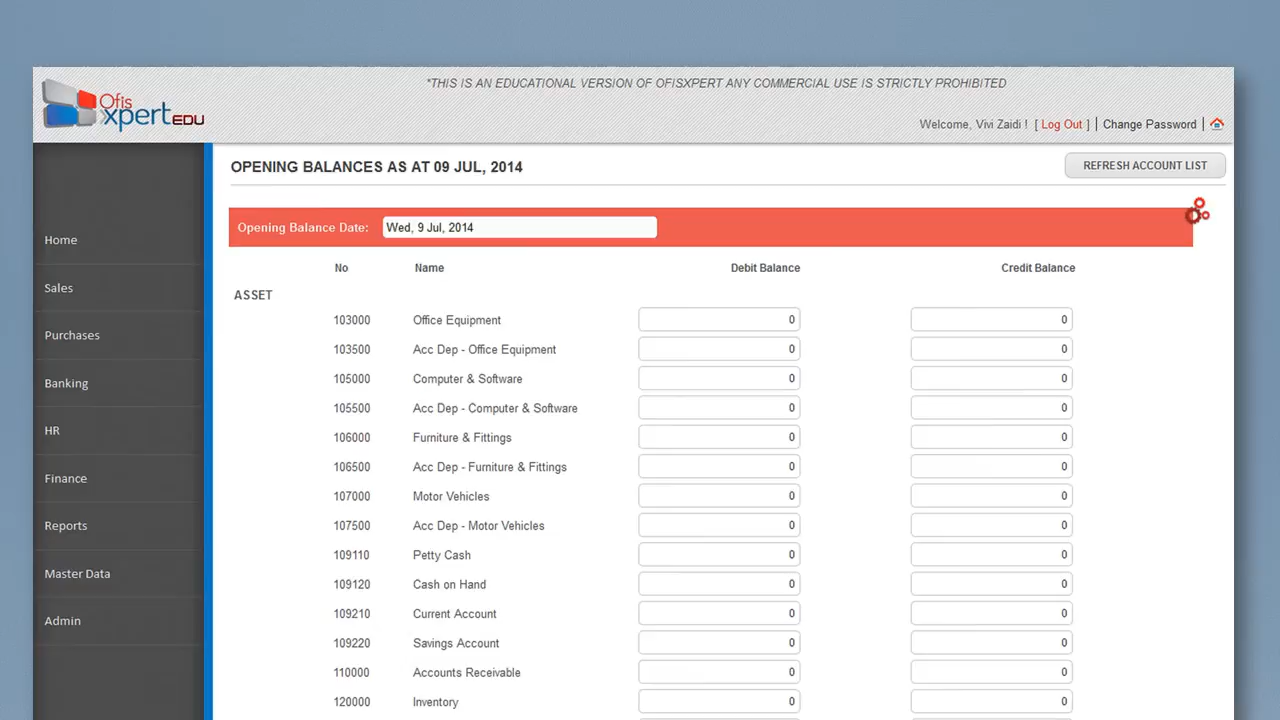 *THIS IS AN EDUCATIONAL VERSION OF OFISXPERT ANY COMMERCIAL USE IS STRICTLY PROHIBITED
Ofis
XpertEDU
Welcome, Vivi Zaidi ! [ Log Out ] | Change Password |
OPENING BALANCES AS AT 09 JUL, 2014
REFRESH ACCOUNT LIST
Home
Sales
Purchases
Banking
HR
Finance
Reports
Master Data
Admin
Opening Balance Date: Wed, 9 Jul, 2014
No Name Debit Balance Credit Balance
ASSET
103000 Office Equipment 0 0
103500 Acc Dep - Office Equipment 0 0
105000 Computer & Software 0 0
105500 Acc Dep - Computer & Software 0 0
106000 Furniture & Fittings 0 0
106500 Acc Dep - Furniture & Fittings 0 0
107000 Motor Vehicles 0 0
107500 Acc Dep - Motor Vehicles 0 0
109110 Petty Cash 0 0
109120 Cash on Hand 0 0
109210 Current Account 0 0
109220 Savings Account 0 0
110000 Accounts Receivable 0 0
120000 Inventory 0 0